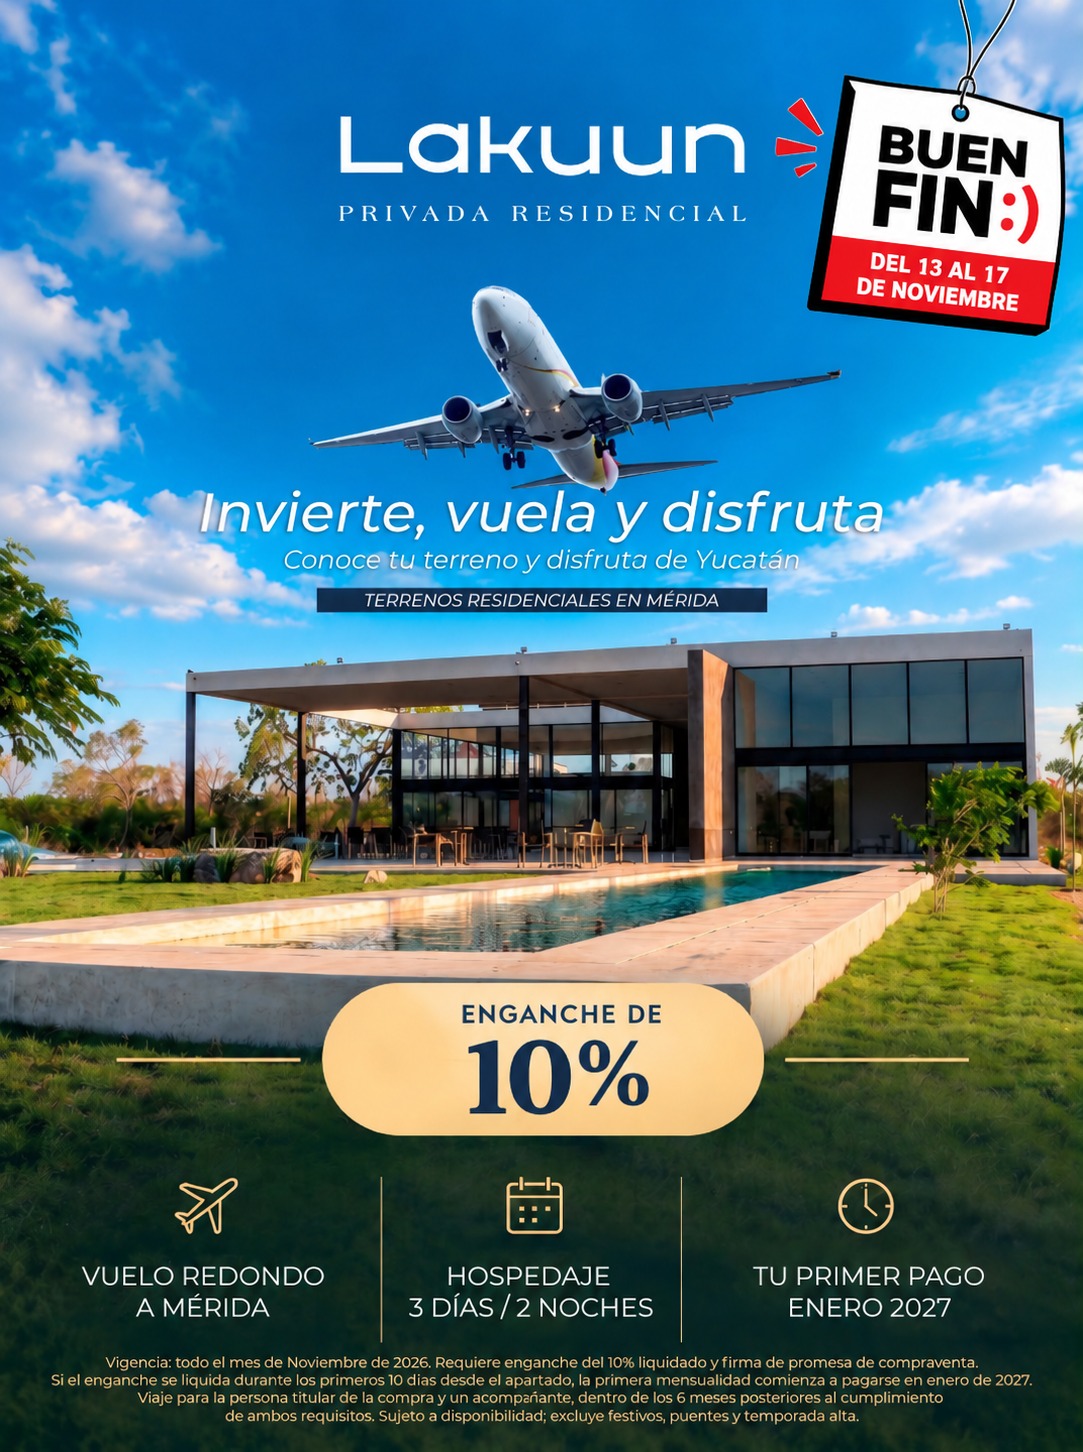 Lakuun
PRIVADA RESIDENCIAL
BUEN
FIN:)
DEL 13 AL 17
DE NOVIEMBRE
Invierte, vuela y disfruta
Conoce tu terreno y disfruta de Yucatán
TERRENOS RESIDENCIALES EN MÉRIDA
ENGANCHE DE
10%
VUELO REDONDO
A MÉRIDA
HOSPEDAJE
3 DÍAS / 2 NOCHES
TU PRIMER PAGO
ENERO 2027
Vigencia: todo el mes de Noviembre de 2026. Requiere enganche del 10% liquidado y firma de promesa de compraventa.
Si el enganche se liquida durante los primeros 10 dias desde el apartado, la primera mensualidad comienza a pagarse en enero de 2027.
Viaje para la persona titular de la compra y un acompañante, dentro de los 6 meses posteriores al cumplimiento
de ambos requisitos. Sujeto a disponibilidad; excluye festivos, puentes y temporada alta.